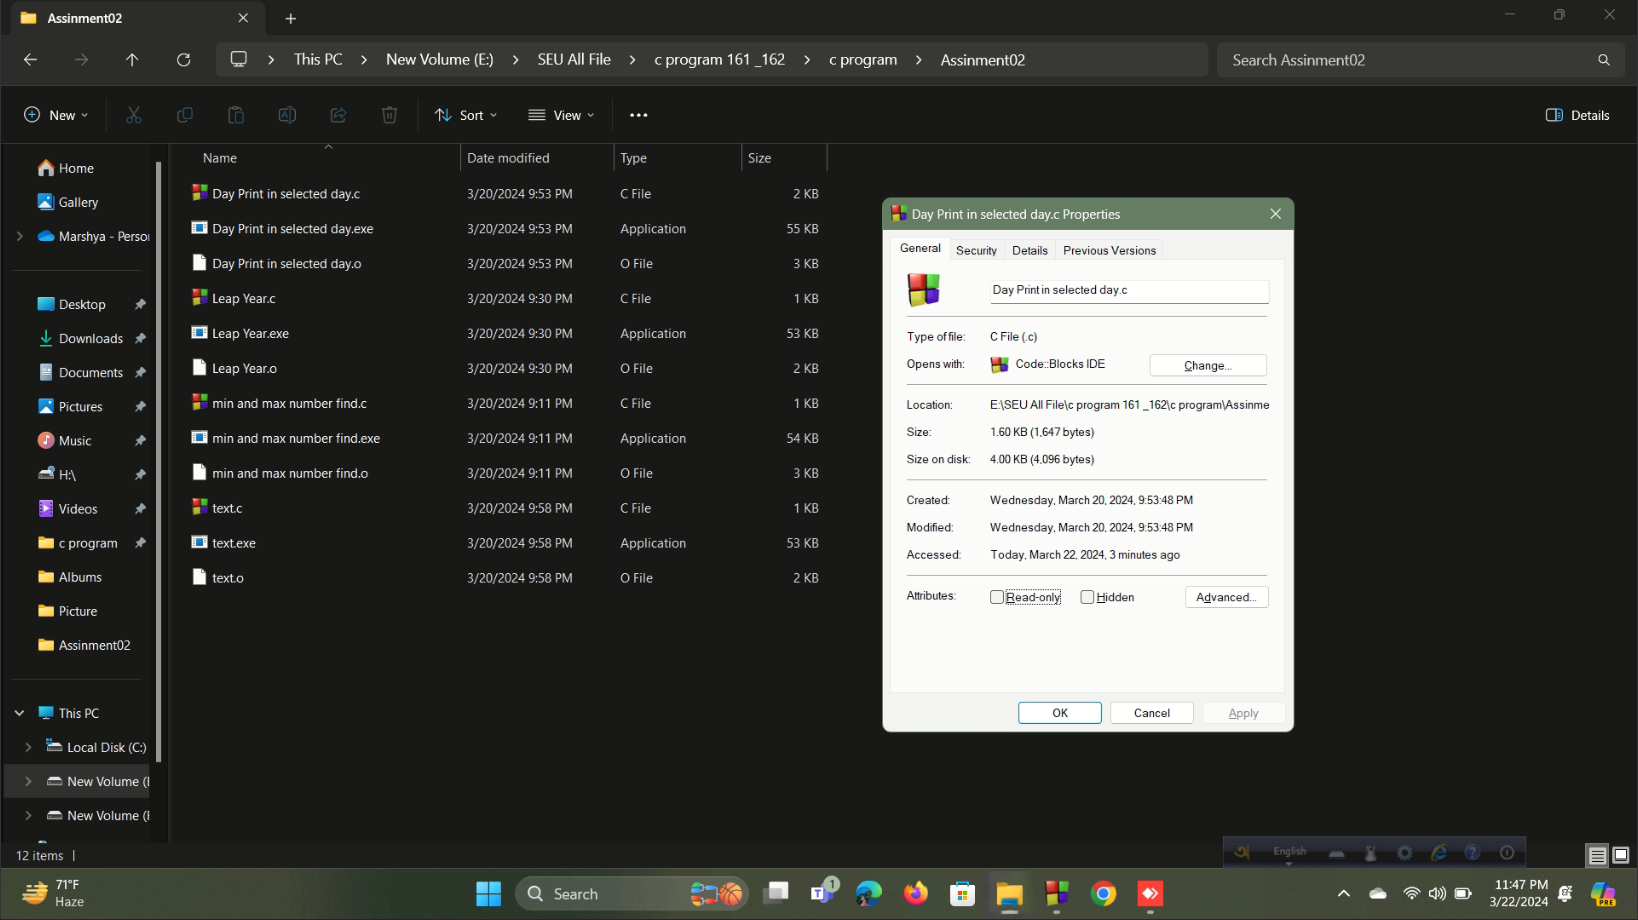 Assinment02
This PC > New Volume (E:) > SEU All File > c program 161 _162 > c program > Assinment02
Search Assinment02
New
Sort
View
Details
Home
Gallery
Marshya - Perso
Desktop
Downloads
Documents
Pictures
Music
H:\
Videos
c program
Albums
Picture
Assinment02
This PC
Local Disk (C:)
New Volume (
New Volume (
Name Date modified Type Size
Day Print in selected day.c 3/20/2024 9:53 PM C File 2 KB
Day Print in selected day.exe 3/20/2024 9:53 PM Application 55 KB
Day Print in selected day.o 3/20/2024 9:53 PM O File 3 KB
Leap Year.c 3/20/2024 9:30 PM C File 1 KB
Leap Year.exe 3/20/2024 9:30 PM Application 53 KB
Leap Year.o 3/20/2024 9:30 PM O File 2 KB
min and max number find.c 3/20/2024 9:11 PM C File 1 KB
min and max number find.exe 3/20/2024 9:11 PM Application 54 KB
min and max number find.o 3/20/2024 9:11 PM O File 3 KB
text.c 3/20/2024 9:58 PM C File 1 KB
text.exe 3/20/2024 9:58 PM Application 53 KB
text.o 3/20/2024 9:58 PM O File 2 KB
Day Print in selected day.c Properties
General Security Details Previous Versions
Day Print in selected day.c
Type of file: C File (.c)
Opens with: Code::Blocks IDE Change...
Location: E:\SEU All File\c program 161 _162\c program\Assinme
Size: 1.60 KB (1,647 bytes)
Size on disk: 4.00 KB (4,096 bytes)
Created: Wednesday, March 20, 2024, 9:53:48 PM
Modified: Wednesday, March 20, 2024, 9:53:48 PM
Accessed: Today, March 22, 2024, 3 minutes ago
Attributes: Read-only Hidden Advanced...
OK Cancel Apply
12 items
অ English
71°F
Haze
Search
1
11:47 PM
3/22/2024
PRE